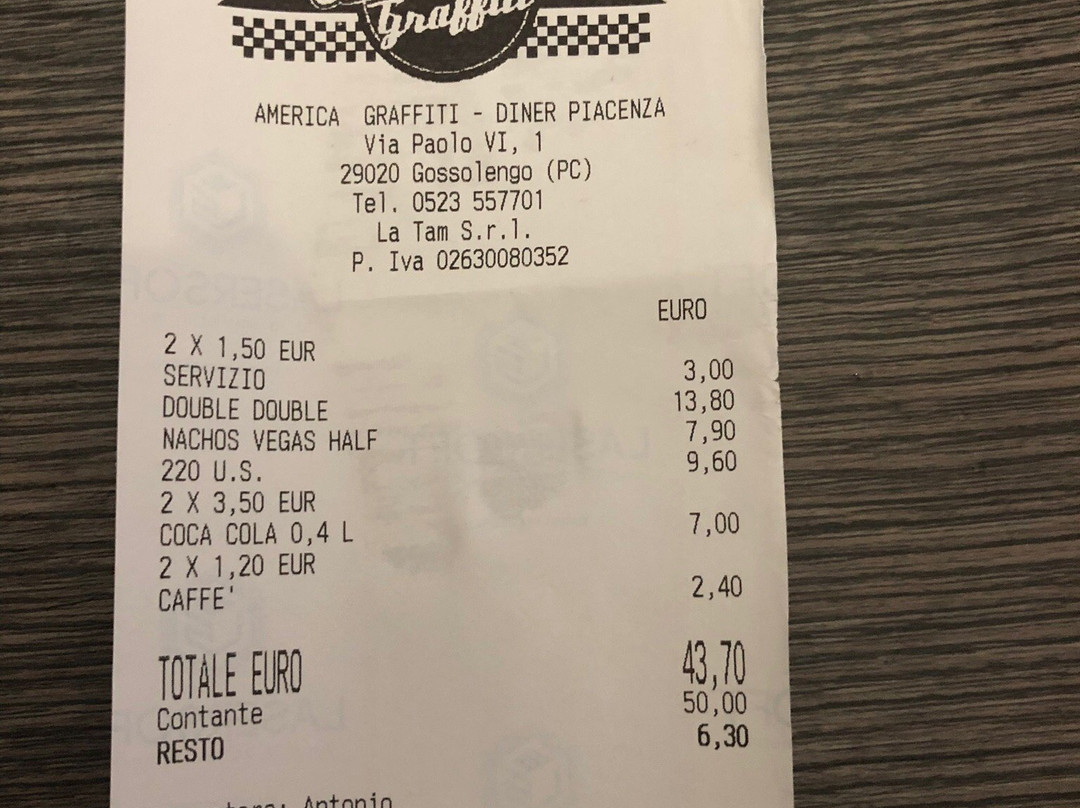 Graffiti
AMERICA GRAFFITI - DINER PIACENZA
Via Paolo VI, 1
29020 Gossolengo (PC)
Tel. 0523 557701
La Tam S.r.l.
P. Iva 02630080352
EURO
2 X 1,50 EUR
SERVIZIO 3,00
DOUBLE DOUBLE 13,80
NACHOS VEGAS HALF 7,90
220 U.S. 9,60
2 X 3,50 EUR
COCA COLA 0,4 L 7,00
2 X 1,20 EUR
CAFFE' 2,40
TOTALE EURO 43,70
Contante 50,00
RESTO 6,30
Antonio